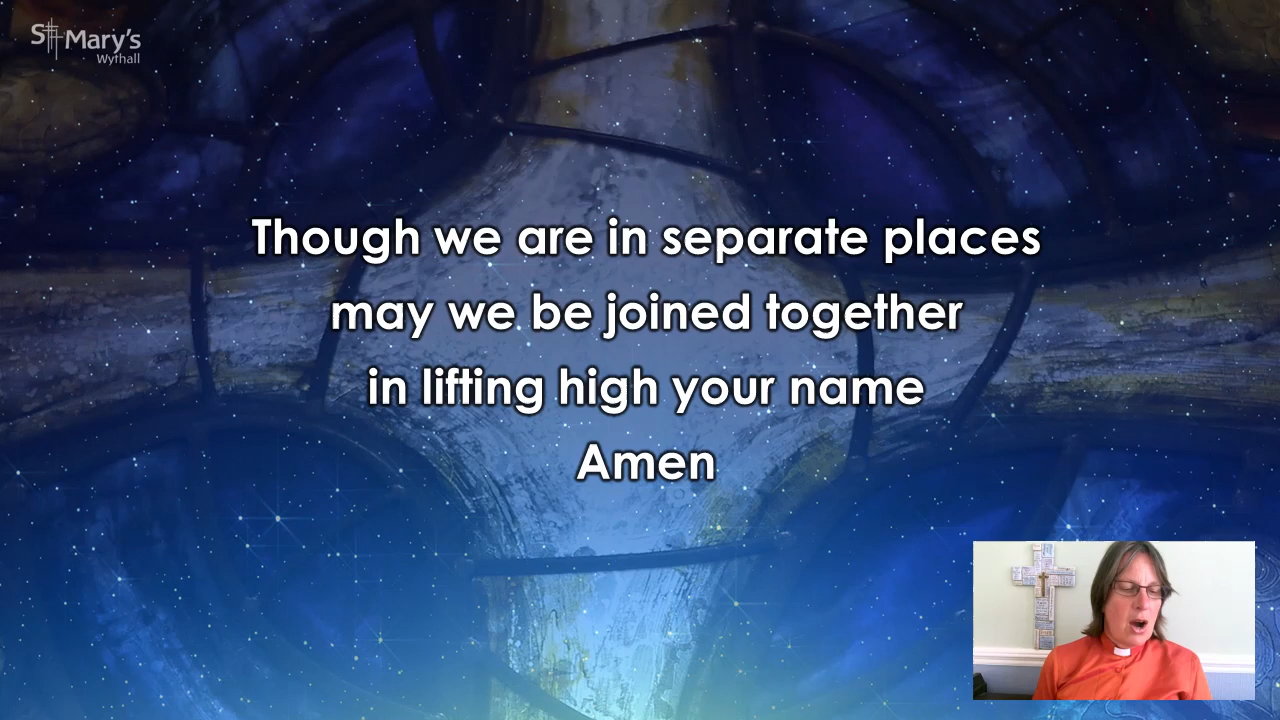 St Mary's
Wythall
Though we are in separate places
may we be joined together
in lifting high your name
Amen